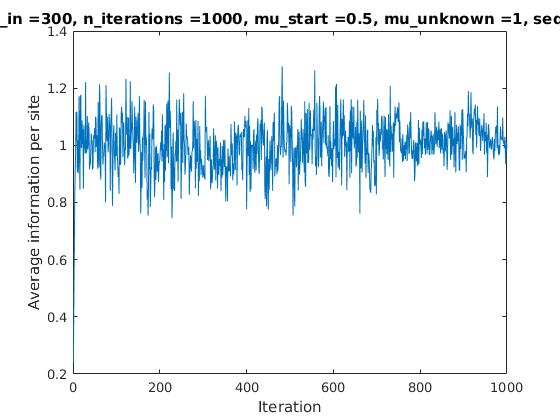 _in =300, n_iterations =1000, mu_start =0.5, mu_unknown =1, sec
1.4
1.2
1
0.8
0.6
0.4
0.2
Average information per site
0 200 400 600 800 1000
Iteration